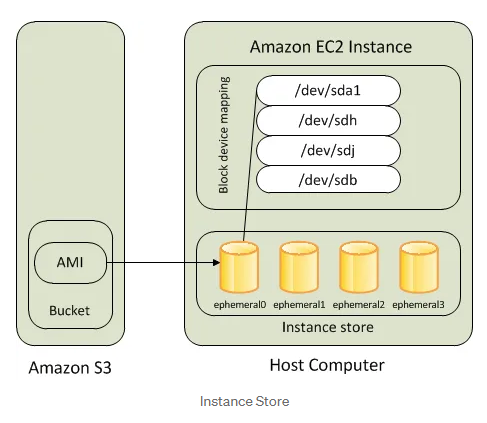 Amazon EC2 Instance
Block device mapping
/dev/sda1
/dev/sdh
/dev/sdj
/dev/sdb
AMI
Bucket
ephemeral0 ephemeral1 ephemeral2 ephemeral3
Instance store
Amazon S3
Host Computer
Instance Store